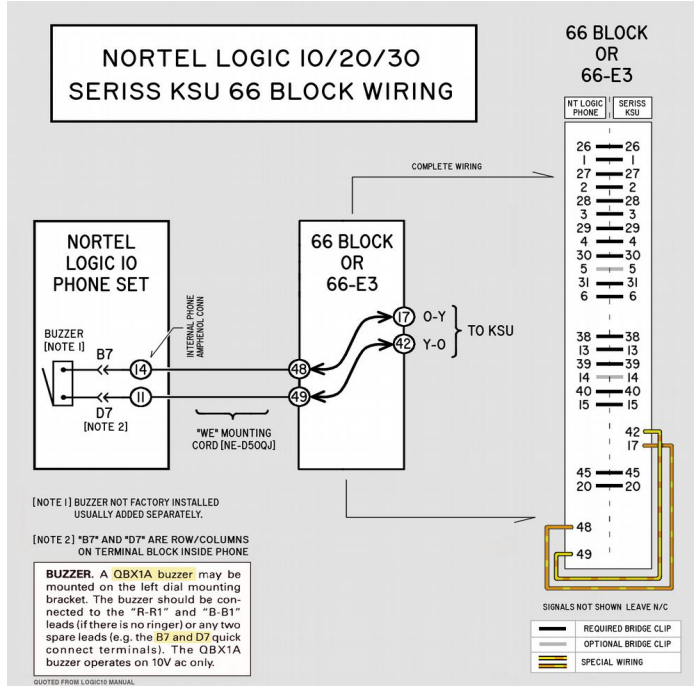 NORTEL LOGIC 10/20/30
SERISS KSU 66 BLOCK WIRING
66 BLOCK
OR
66-E3
NT LOGIC
PHONE
SERISS
KSU
COMPLETE WIRING
26 26
1 1
27 27
2 2
28 28
3 3
29 29
4 4
30 30
5 5
31 31
6 6
38 38
13 13
39 39
14 14
40 40
15 15
42
17
45 45
20 20
48
49
SIGNALS NOT SHOWN LEAVE N/C
REQUIRED BRIDGE CLIP
OPTIONAL BRIDGE CLIP
SPECIAL WIRING
NORTEL
LOGIC 10
PHONE SET
INTERNAL PHONE
AMPHENOL CONN
BUZZER
[NOTE 1]
B7
14
11
D7
[NOTE 2]
"WE" MOUNTING
CORD [NE-D50QJ]
66 BLOCK
OR
66-E3
17 O-Y
42 Y-O
TO KSU
48
49
[NOTE 1] BUZZER NOT FACTORY INSTALLED
USUALLY ADDED SEPARATELY.
[NOTE 2] "B7" AND "D7" ARE ROW/COLUMNS
ON TERMINAL BLOCK INSIDE PHONE
BUZZER. A QBX1A buzzer may be
mounted on the left dial mounting
bracket. The buzzer should be con-
nected to the "R-R1" and "B-B1"
leads (if there is no ringer) or any two
spare leads (e.g. the B7 and D7 quick
connect terminals). The QBX1A
buzzer operates on 10V ac only.
QUOTED FROM LOGIC10 MANUAL